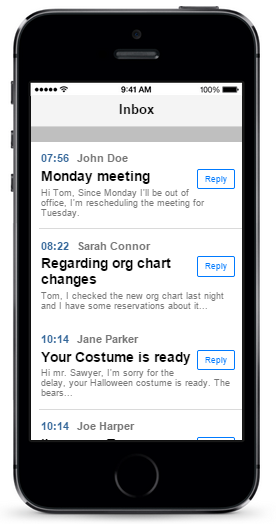 9:41 AM 100%
Inbox
07:56 John Doe
Monday meeting
Reply
Hi Tom, Since Monday I'll be out of
office, I'm rescheduling the meeting for
Tuesday.
08:22 Sarah Connor
Regarding org chart
changes
Reply
Tom, I checked the new org chart last night
and I have some reservations about it...
10:14 Jane Parker
Your Costume is ready
Reply
Hi mr. Sawyer, I'm sorry for the
delay, your Halloween costume is ready. The
bears...
10:14 Joe Harper